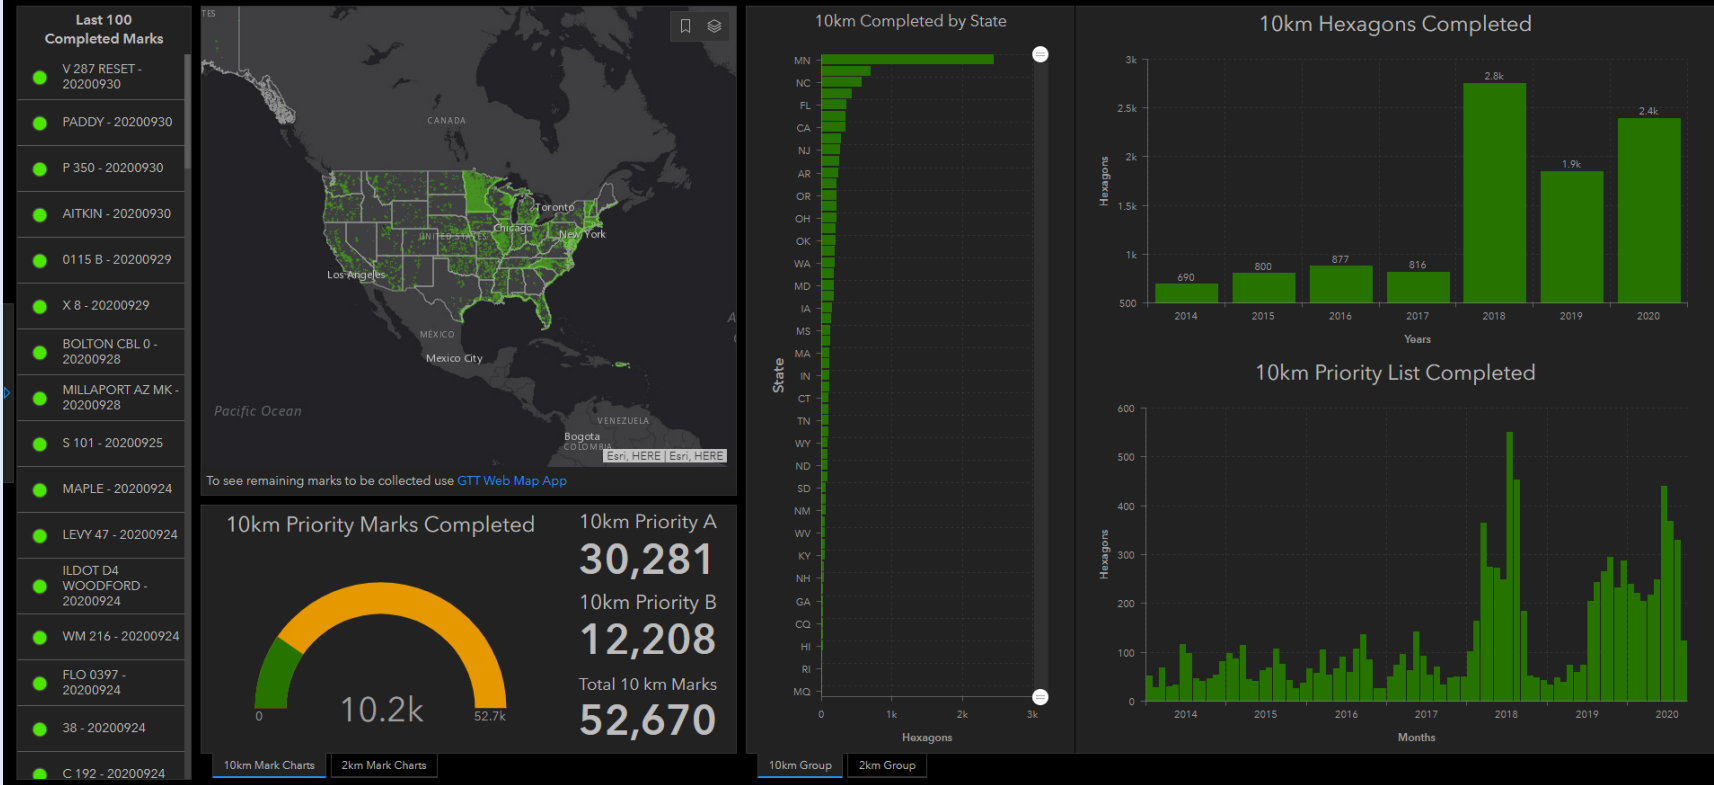 Last 100
Completed Marks
V 287 RESET -
20200930
PADDY - 20200930
P 350 - 20200930
AITKIN - 20200930
0115 B - 20200929
X 8 - 20200929
BOLTON CBL 0 -
20200928
MILLAPORT AZ MK -
20200928
S 101 - 20200925
MAPLE - 20200924
LEVY 47 - 20200924
ILDOT D4
WOODFORD -
20200924
WM 216 - 20200924
FLO 0397 -
20200924
38 - 20200924
C 192 - 20200924
TES
CANADA
Toronto
Chicago
UNITED STATES
New York
Los Angeles
A
MÉXICO
Mexico City
Pacific Ocean
VENEZUELA
Bogota
COLOMBIA
Esri, HERE | Esri, HERE
To see remaining marks to be collected use GTT Web Map App
10km Priority Marks Completed
0
10.2k
52.7k
10km Priority A
30,281
10km Priority B
12,208
Total 10 km Marks
52,670
10km Mark Charts
2km Mark Charts
10km Completed by State
State
MN
NC
FL
CA
NJ
AR
OR
OH
OK
WA
MD
IA
MS
MA
IN
CT
TN
WY
ND
SD
NM
WV
KY
NH
GA
CQ
HI
RI
MQ
0 1k 2k 3k
Hexagons
10km Group
2km Group
10km Hexagons Completed
Hexagons
3k
2.5k
2k
1.5k
1k
500
690
800
877
816
2.8k
1.9k
2.4k
2014 2015 2016 2017 2018 2019 2020
Years
10km Priority List Completed
Hexagons
600
500
400
300
200
100
0
2014 2015 2016 2017 2018 2019 2020
Months